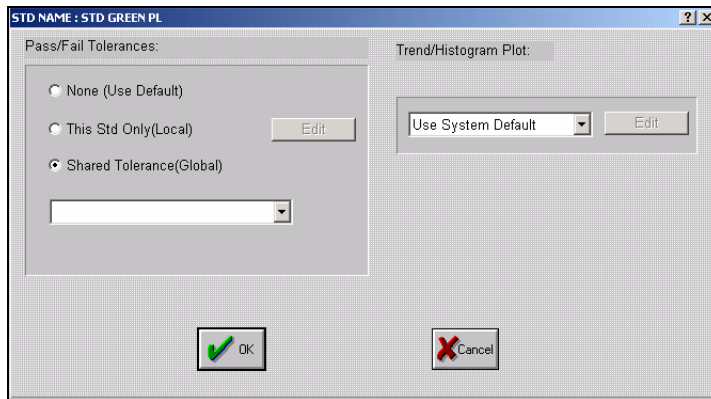 STD NAME : STD GREEN PL
Pass/Fail Tolerances:
None (Use Default)
This Std Only(Local)
Edit
Shared Tolerance(Global)
Trend/Histogram Plot:
Use System Default
Edit
OK
Cancel